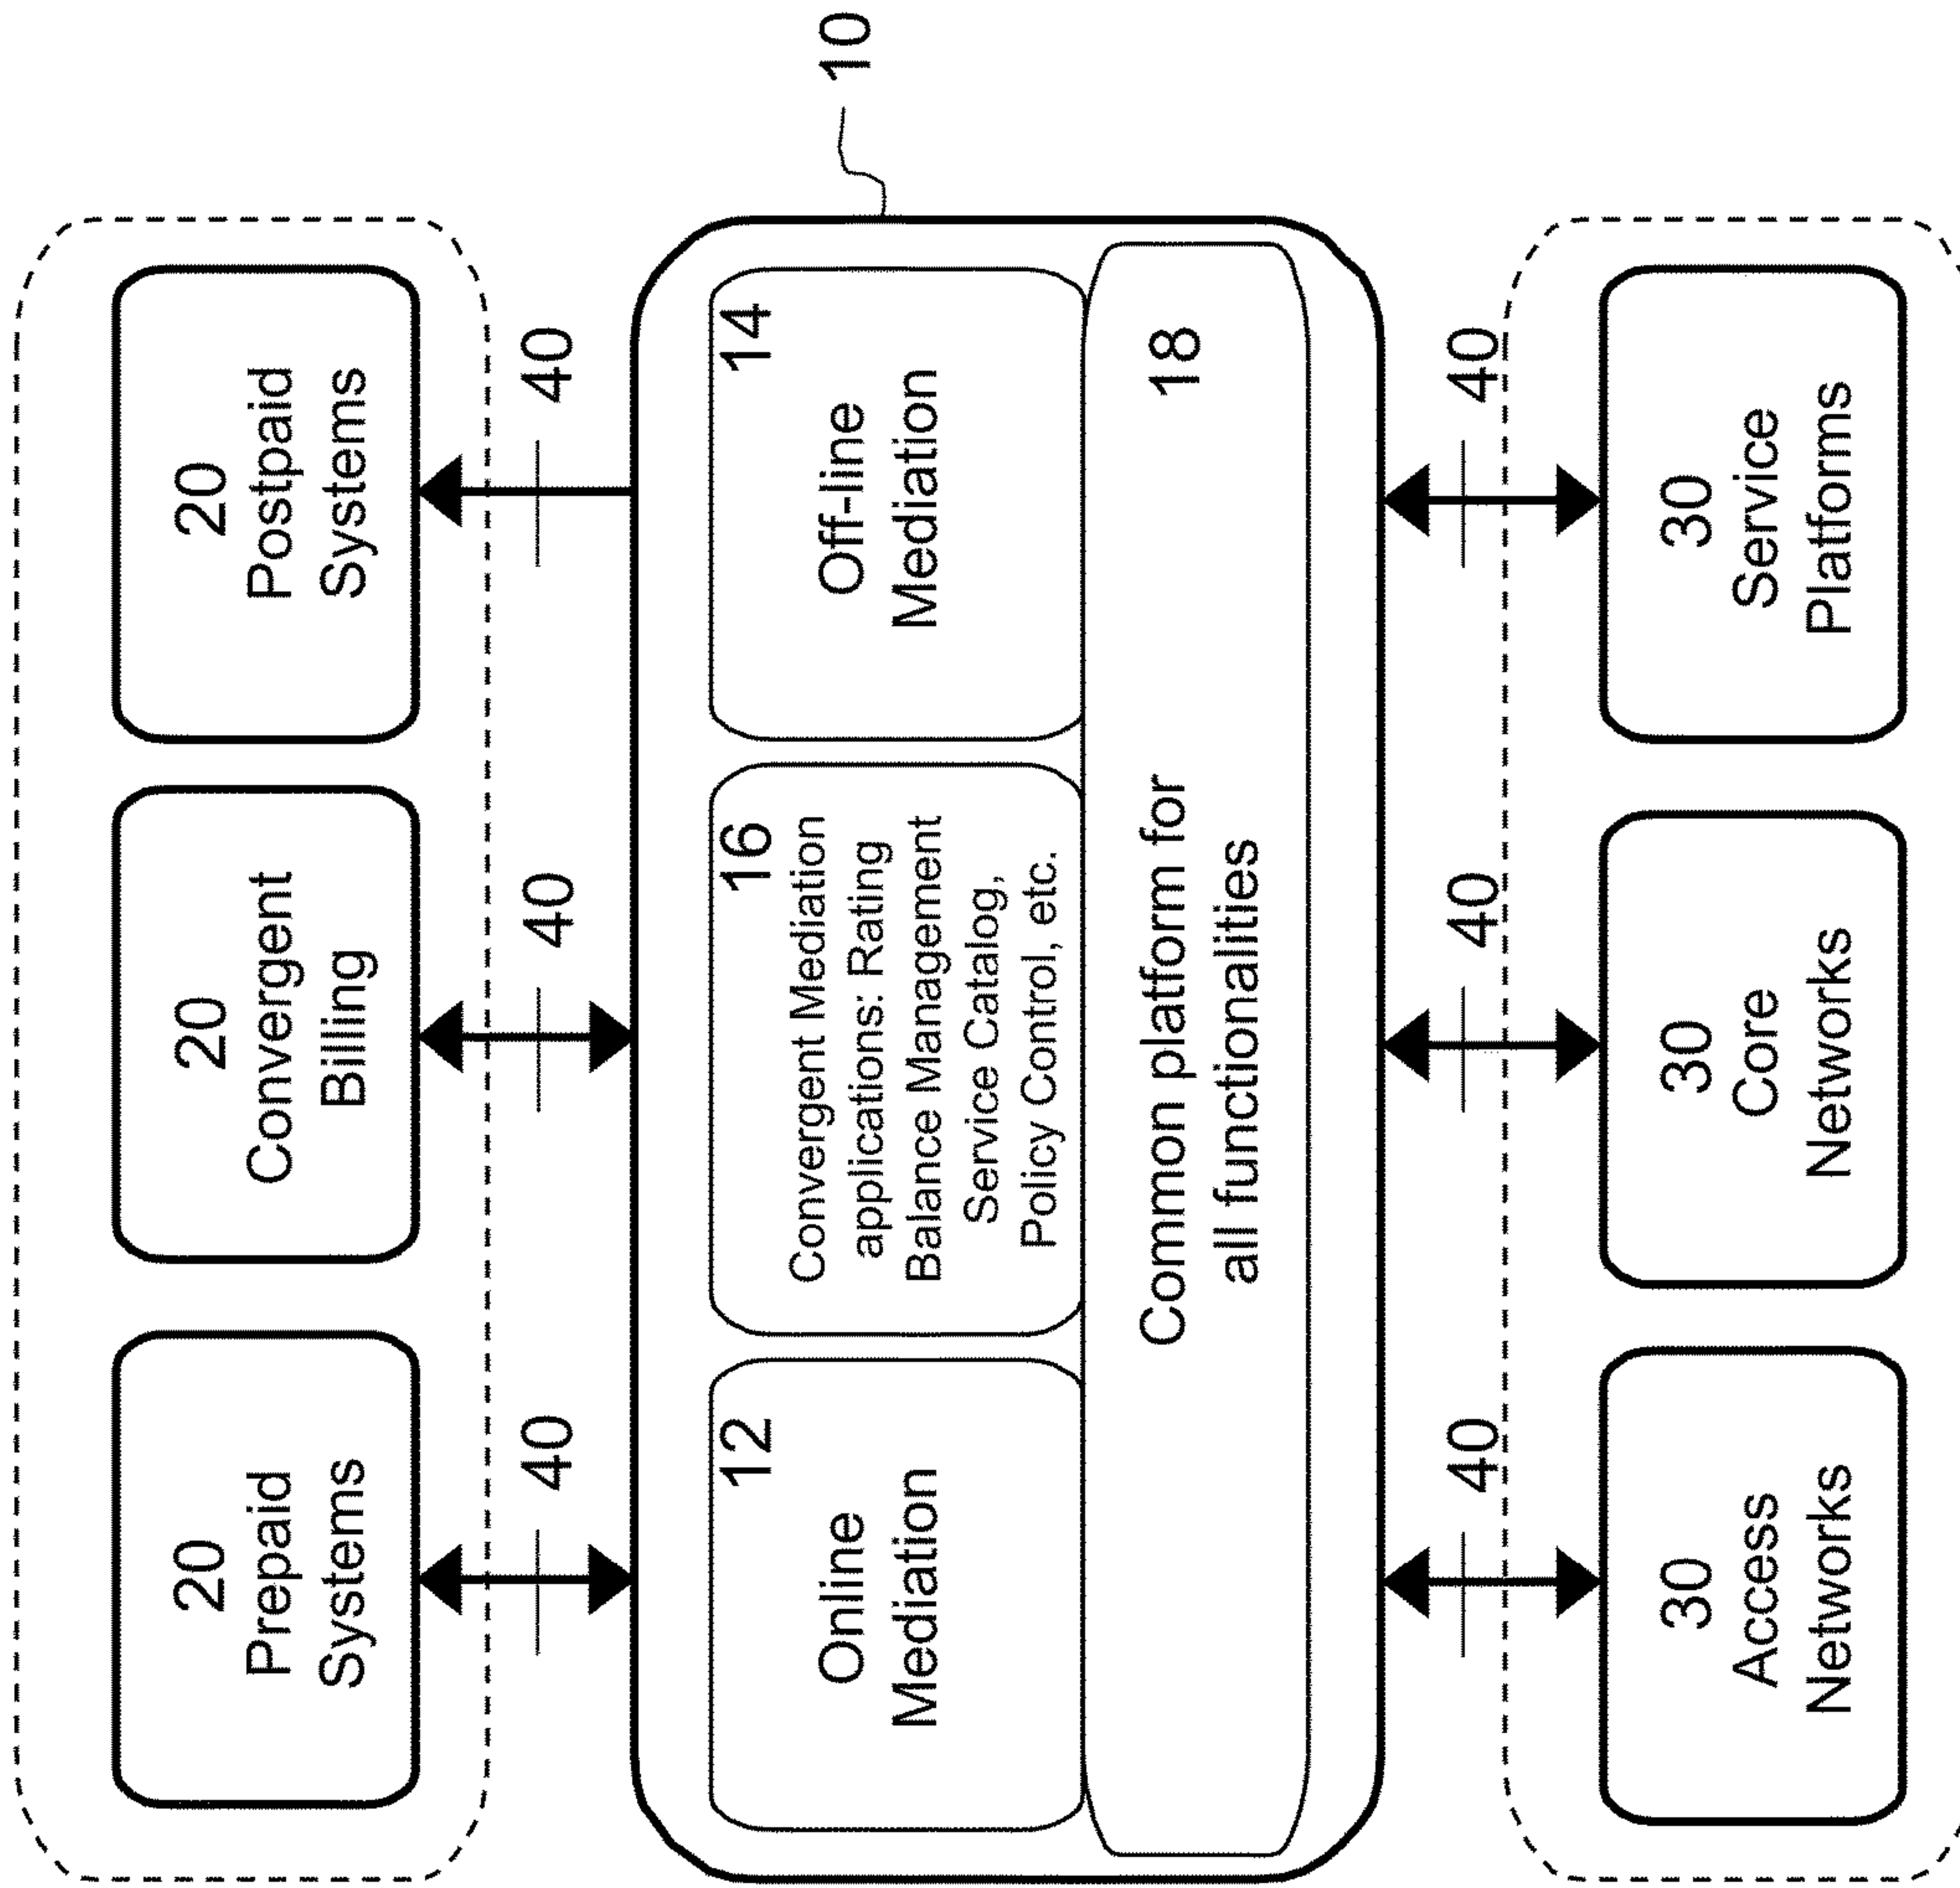 20
Prepaid
Systems
20
Convergent
Billing
20
Postpaid
Systems
40
40
40
10
12
Online
Mediation
16
Convergent Mediation
applications: Rating
Balance Management
Service Catalog,
Policy Control, etc.
14
Off-line
Mediation
Common platform for
all functionalities
18
40
40
40
30
Access
Networks
30
Core
Networks
30
Service
Platforms